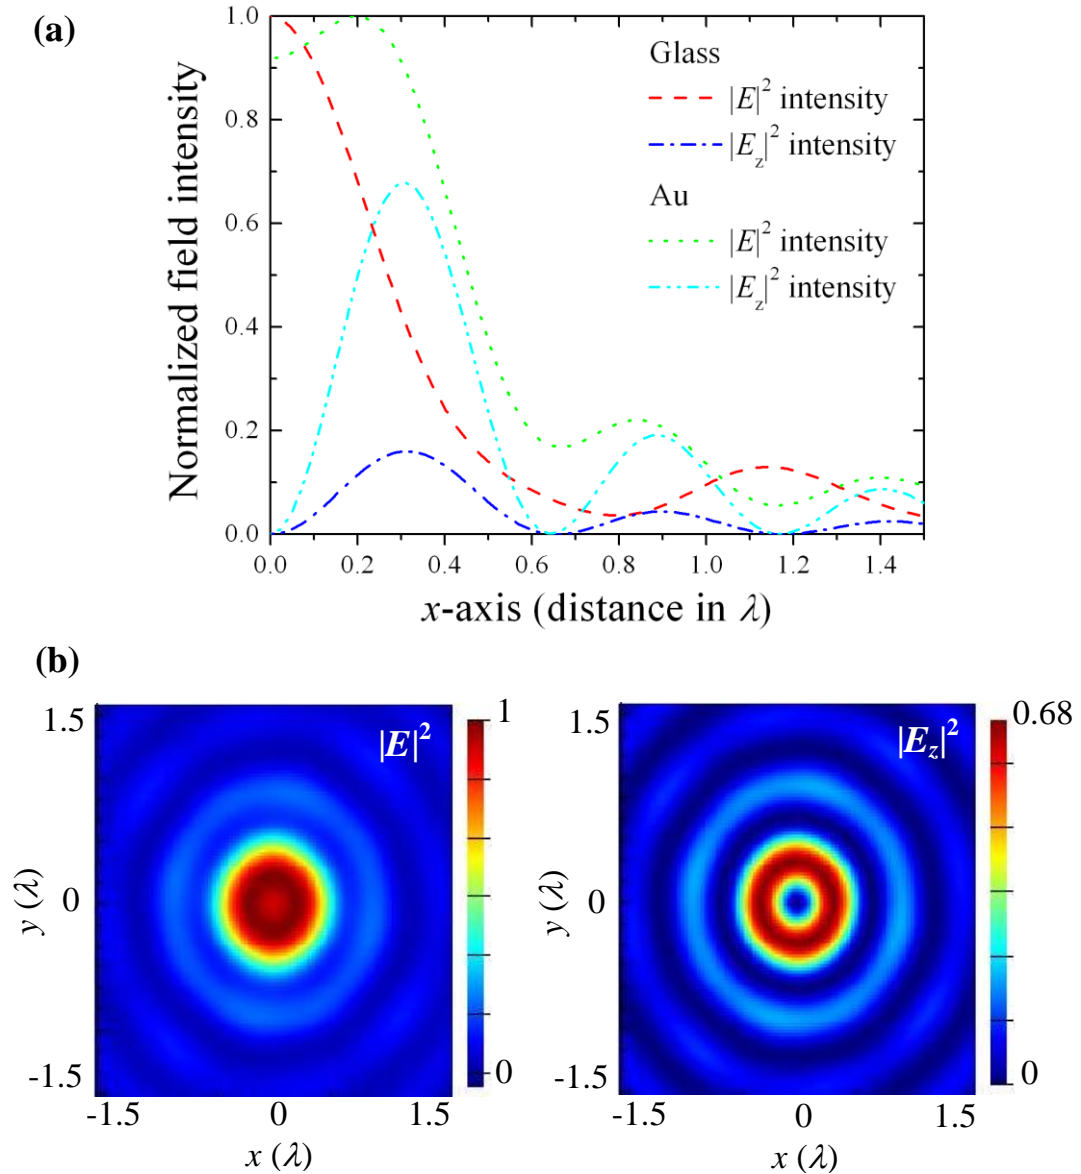 (a)
Normalized field intensity
1.0
0.8
0.6
0.4
0.2
0.0
Glass
|E|² intensity
|E_z|² intensity
Au
|E|² intensity
|E_z|² intensity
0.0 0.2 0.4 0.6 0.8 1.0 1.2 1.4
x-axis (distance in λ)
(b)
|E|²
1.5
0
-1.5
y (λ)
-1.5 0 1.5
x (λ)
1
0
|E_z|²
1.5
0
-1.5
y (λ)
-1.5 0 1.5
x (λ)
0.68
0